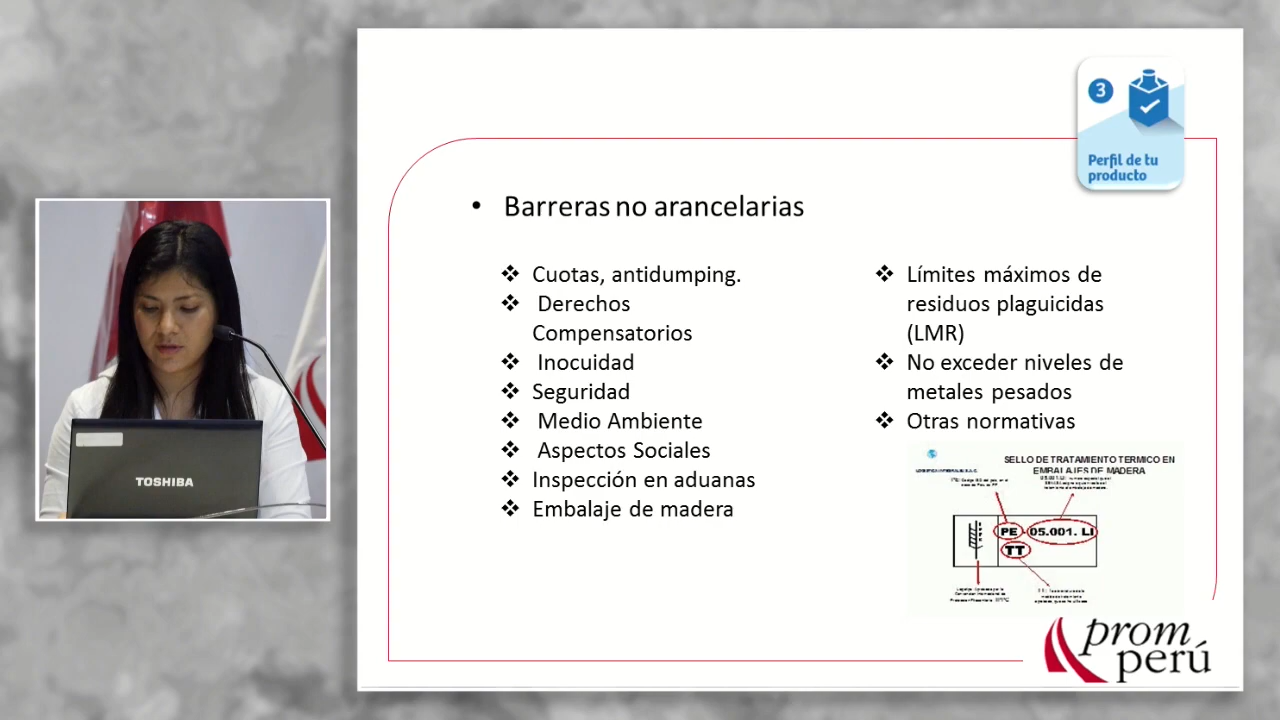 3
Perfil de tu
producto
• Barreras no arancelarias
❖ Cuotas, antidumping.
❖ Derechos
Compensatorios
❖ Inocuidad
❖ Seguridad
❖ Medio Ambiente
❖ Aspectos Sociales
❖ Inspección en aduanas
❖ Embalaje de madera
❖ Límites máximos de
residuos plaguicidas
(LMR)
❖ No exceder niveles de
metales pesados
❖ Otras normativas
SELLO DE TRATAMIENTO TERMICO EN
EMBALAJES DE MADERA
PE - 05.001. LI
TT
prom
perú
TOSHIBA